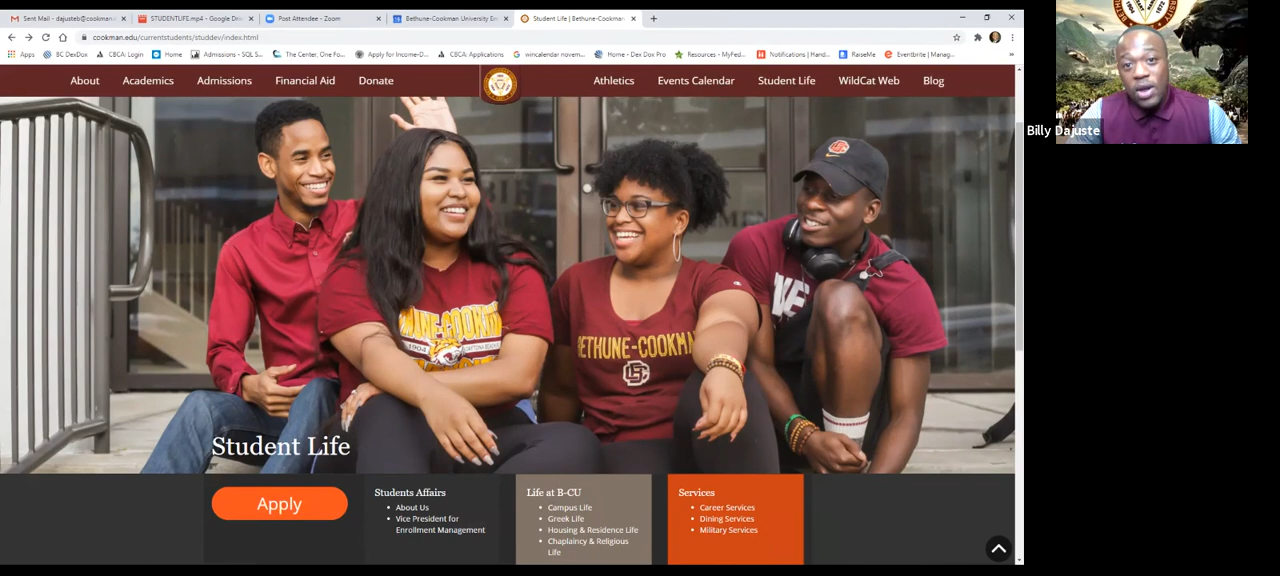 Sent Mail - dajusteb@cookman.e
STUDENTLIFE.mp4 - Google Driv
Post Attendee - Zoom
Bethune-Cookman University En
Student Life | Bethune-Cookman
cookman.edu/currentstudents/studdev/index.html
Apps
BC DexDox
CBCA: Login
Home
Admissions - SQL S...
The Center, One Fo...
Apply for Income-D...
CBCA: Applications
wincalendar novem...
Home - Dex Dox Pro
Resources - MyFed...
Notifications | Hand...
RaiseMe
Eventbrite | Manag...
About
Academics
Admissions
Financial Aid
Donate
Athletics
Events Calendar
Student Life
WildCat Web
Blog
1904
BETHUNE-COOKMAN
Student Life
Apply
Students Affairs
About Us
Vice President for
Enrollment Management
Life at B-CU
Campus Life
Greek Life
Housing & Residence Life
Chaplaincy & Religious
Life
Services
Career Services
Dining Services
Military Services
Billy Dajuste